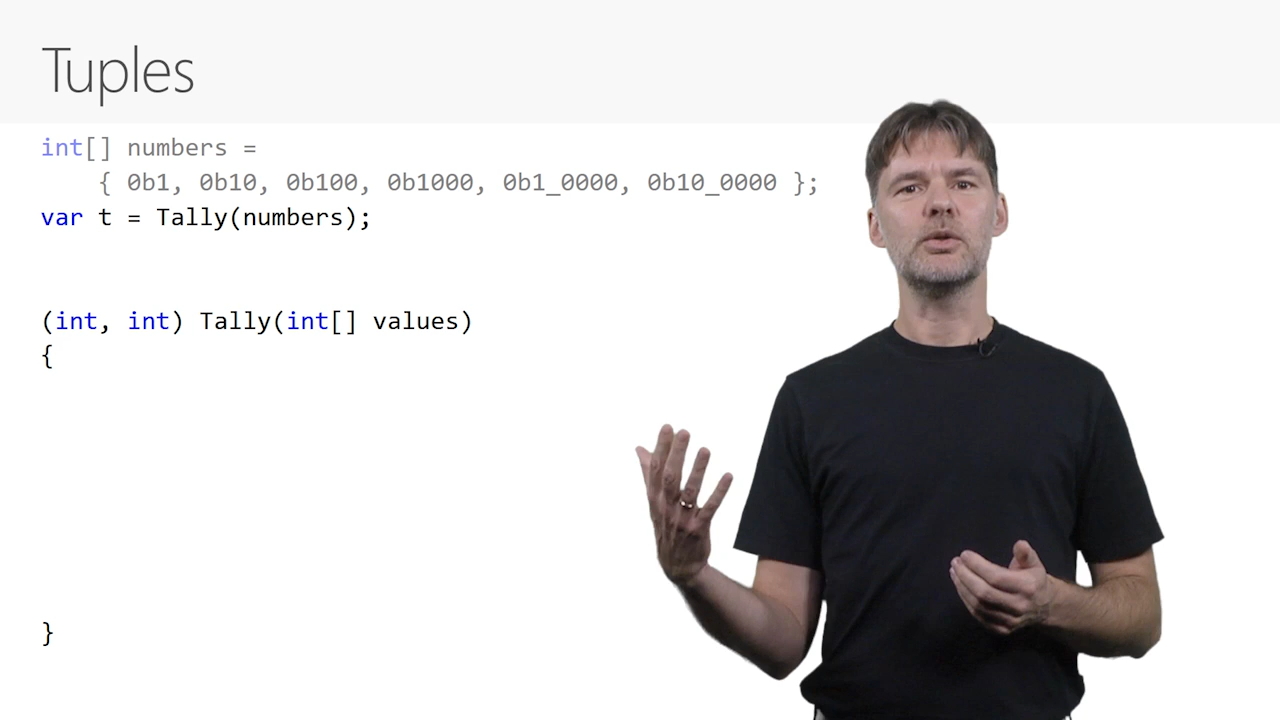 Tuples
int[] numbers =
{ 0b1, 0b10, 0b100, 0b1000, 0b1_0000, 0b10_0000 };
var t = Tally(numbers);
(int, int) Tally(int[] values)
{
}